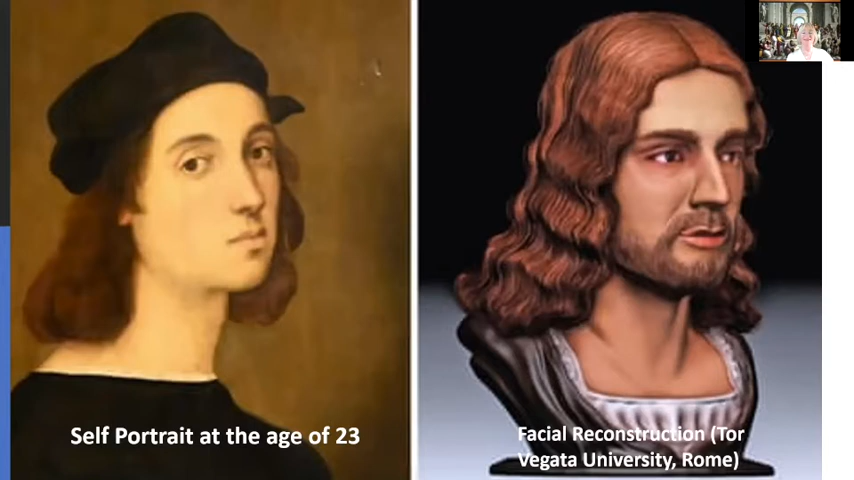 Self Portrait at the age of 23
Facial Reconstruction (Tor
Vegata University, Rome)